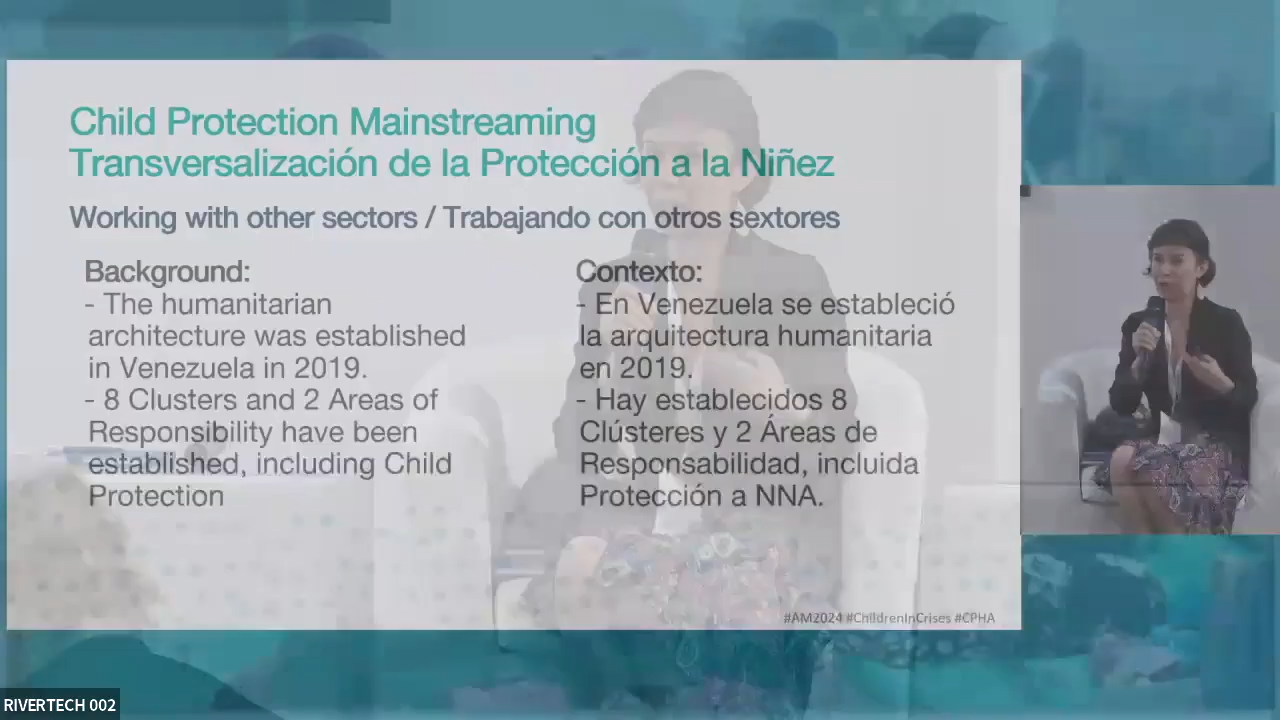 Child Protection Mainstreaming
Transversalización de la Protección a la Niñez
Working with other sectors / Trabajando con otros sextores
Background:
- The humanitarian
architecture was established
in Venezuela in 2019.
- 8 Clusters and 2 Areas of
Responsibility have been
established, including Child
Protection
Contexto:
- En Venezuela se estableció
la arquitectura humanitaria
en 2019.
- Hay establecidos 8
Clústeres y 2 Áreas de
Responsabilidad, incluida
Protección a NNA.
#AM2024 #ChildrenInCrises #CPHA
RIVERTECH 002